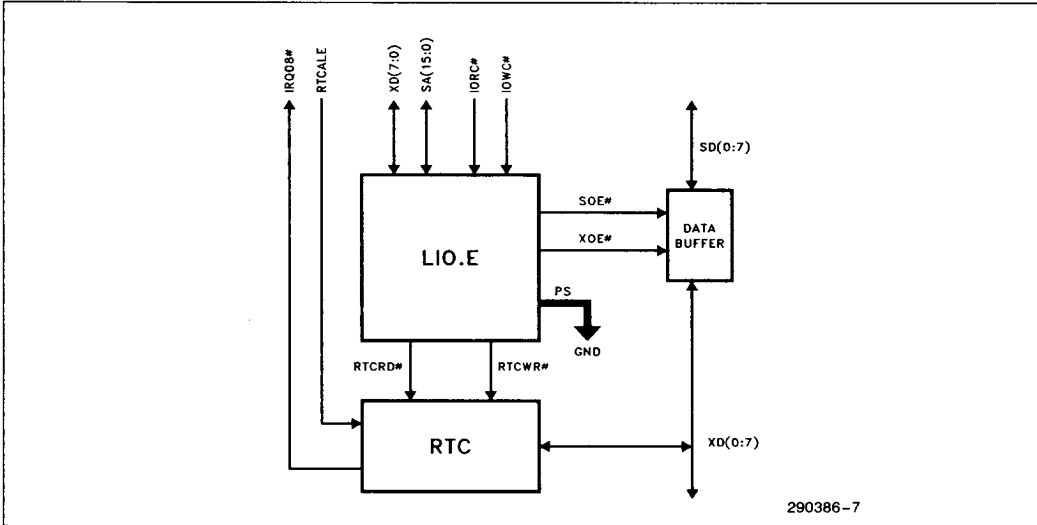 IRQ08#
RTCALE
XD(7:0)
SA(15:0)
IORC#
IOWC#
SD(0:7)
SOE#
DATA
BUFFER
XOE#
LIO.E
PS
GND
RTCRD#
RTCWR#
RTC
XD(0:7)
290386-7